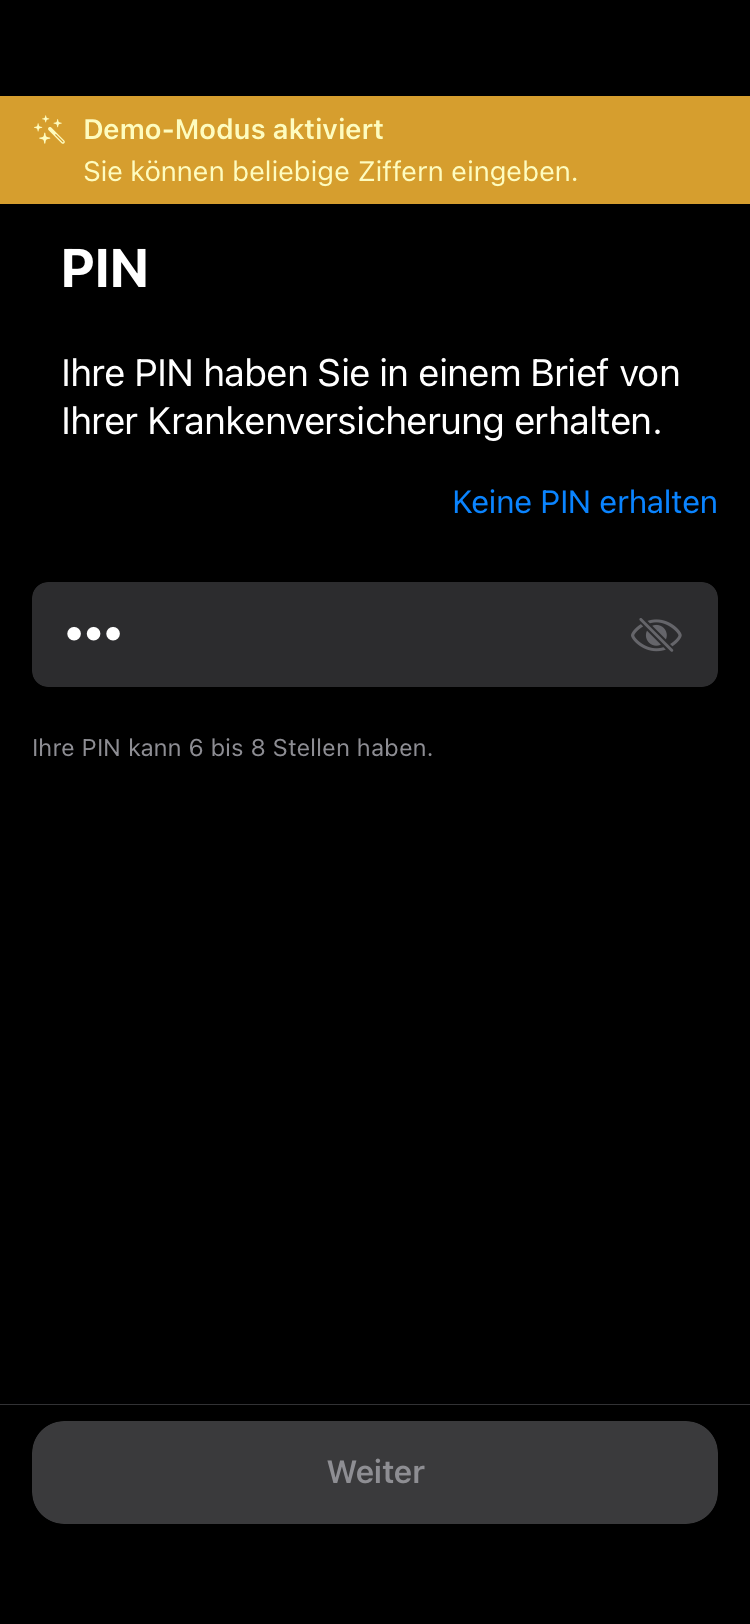 Demo-Modus aktiviert
Sie können beliebige Ziffern eingeben.
PIN
Ihre PIN haben Sie in einem Brief von
Ihrer Krankenversicherung erhalten.
Keine PIN erhalten
•••
Ihre PIN kann 6 bis 8 Stellen haben.
Weiter